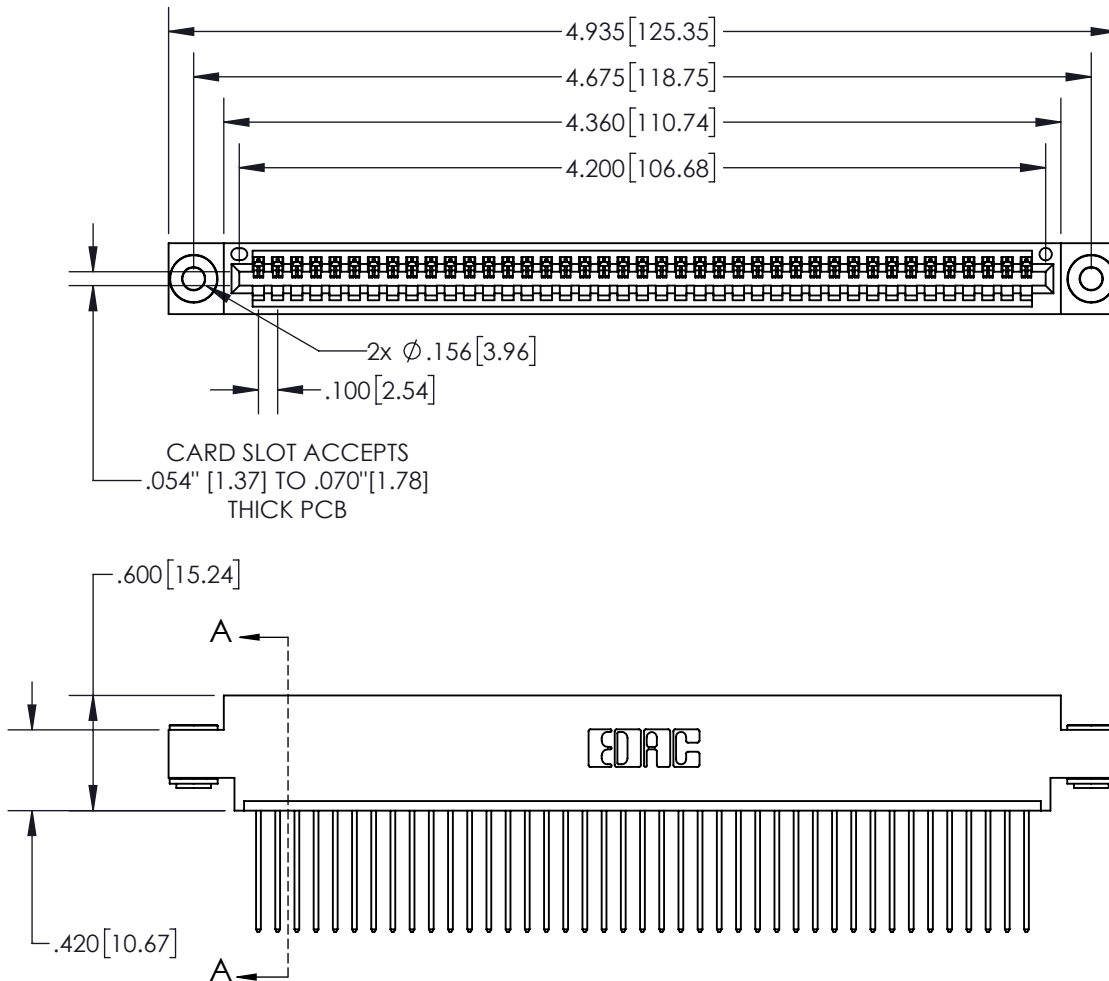 4.935[125.35]
4.675[118.75]
4.360[110.74]
4.200[106.68]
2x ∅ .156[3.96]
.100[2.54]
CARD SLOT ACCEPTS
.054" [1.37] TO .070"[1.78]
THICK PCB
.600[15.24]
A
EDAC
.420[10.67]
A